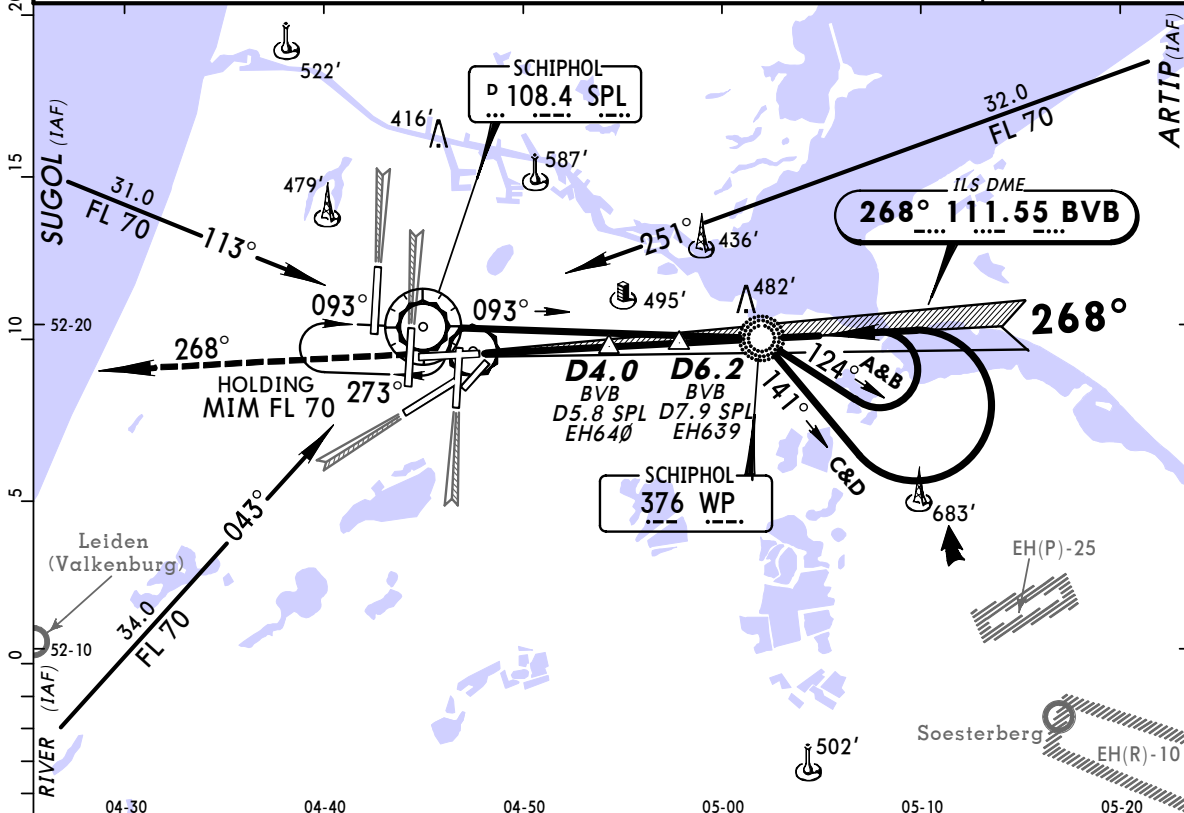 20
522'
SCHIPHOL
D 108.4 SPL
416'
587'
479'
32.0
FL 70
ARTIP (IAF)
15
SUGOL (IAF)
31.0
FL 70
113°
251°
436'
ILS DME
268° 111.55 BVB
495'
482'
10
52-20
093°
093°
268°
268°
HOLDING
MIM FL 70
273°
D4.0
BVB
D5.8 SPL
EH640
D6.2
BVB
D7.9 SPL
EH639
124°
A&B
141°
C&D
SCHIPHOL
376 WP
683'
5
043°
Leiden
(Valkenburg)
EH(P)-25
34.0
FL 70
0
52-10
RIVER (IAF)
Soesterberg
EH(R)-10
502'
04-30
04-40
04-50
05-00
05-10
05-20